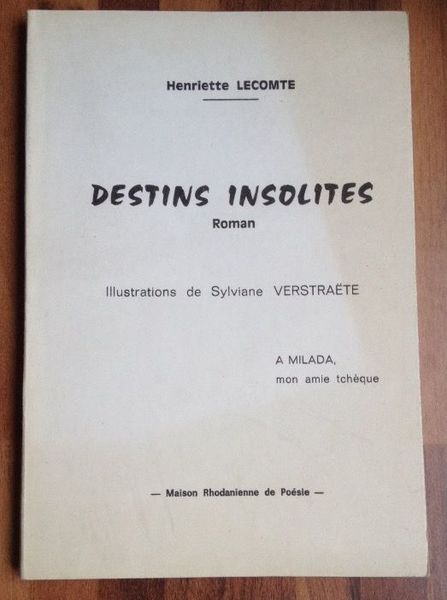 Henriette LECOMTE
DESTINS INSOLITES
Roman
Illustrations de Sylviane VERSTRAËTE
A MILADA,
mon amie tchèque
— Maison Rhodanienne de Poésie —